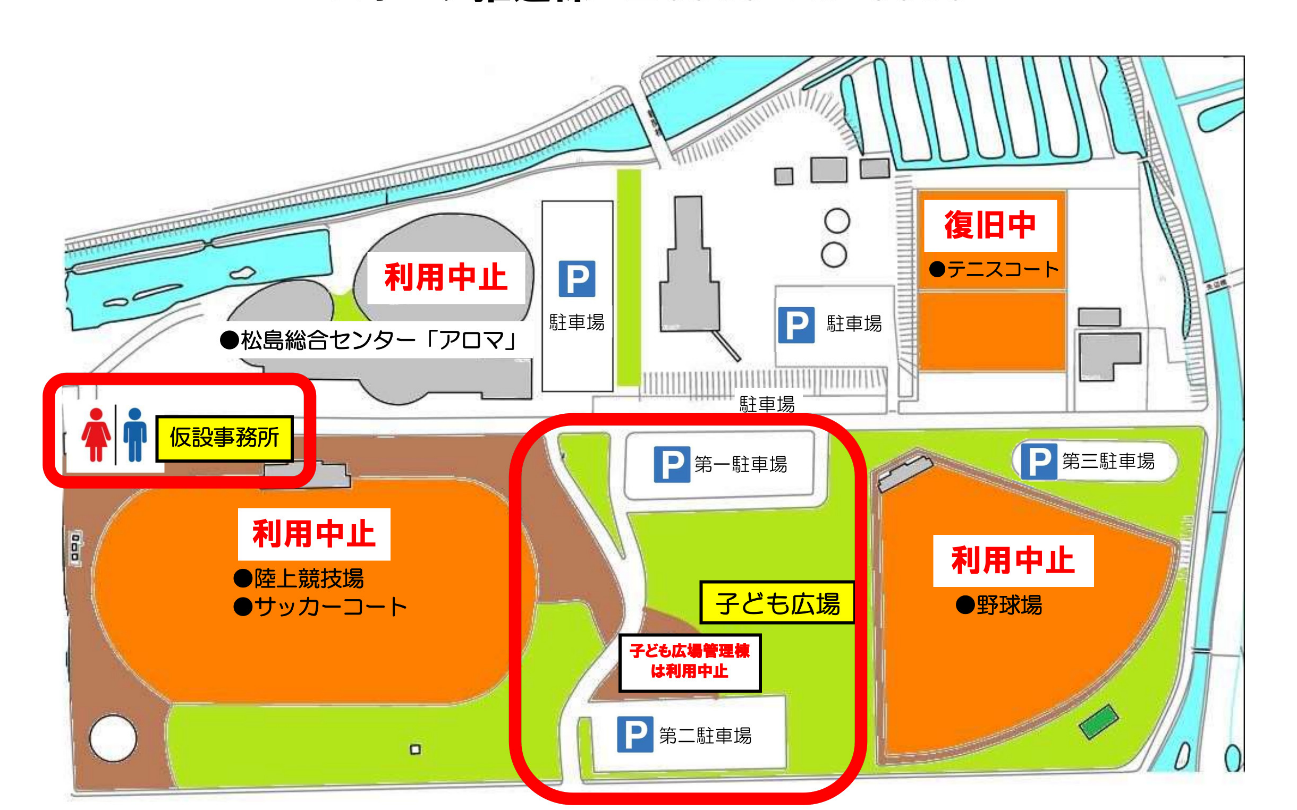 復旧中
●テニスコート
利用中止
●松島総合センター「アロマ」
P
駐車場
P
駐車場
駐車場
仮設事務所
P
第一駐車場
P
第三駐車場
利用中止
●陸上競技場
●サッカーコート
利用中止
●野球場
子ども広場
子ども広場管理棟
は利用中止
P
第二駐車場